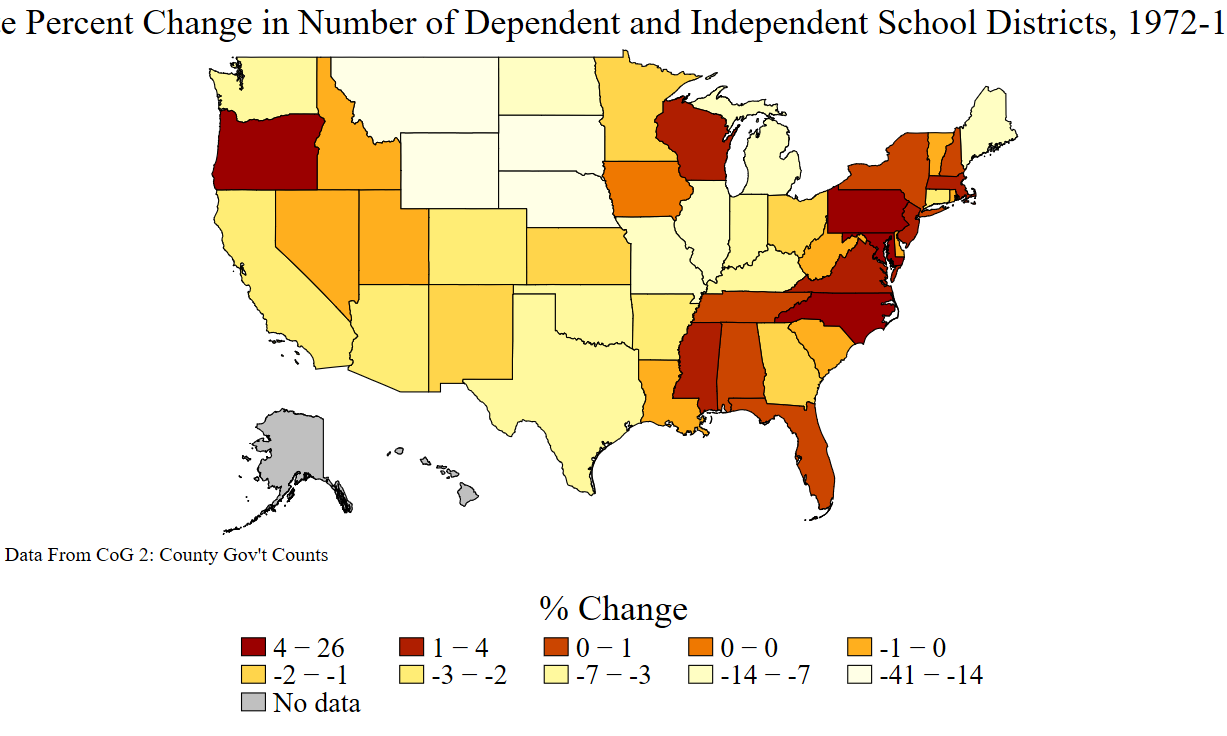 e Percent Change in Number of Dependent and Independent School Districts, 1972-1
Data From CoG 2: County Gov't Counts
% Change
4 − 26 1 − 4 0 − 1 0 − 0 -1 − 0
-2 − -1 -3 − -2 -7 − -3 -14 − -7 -41 − -14
No data